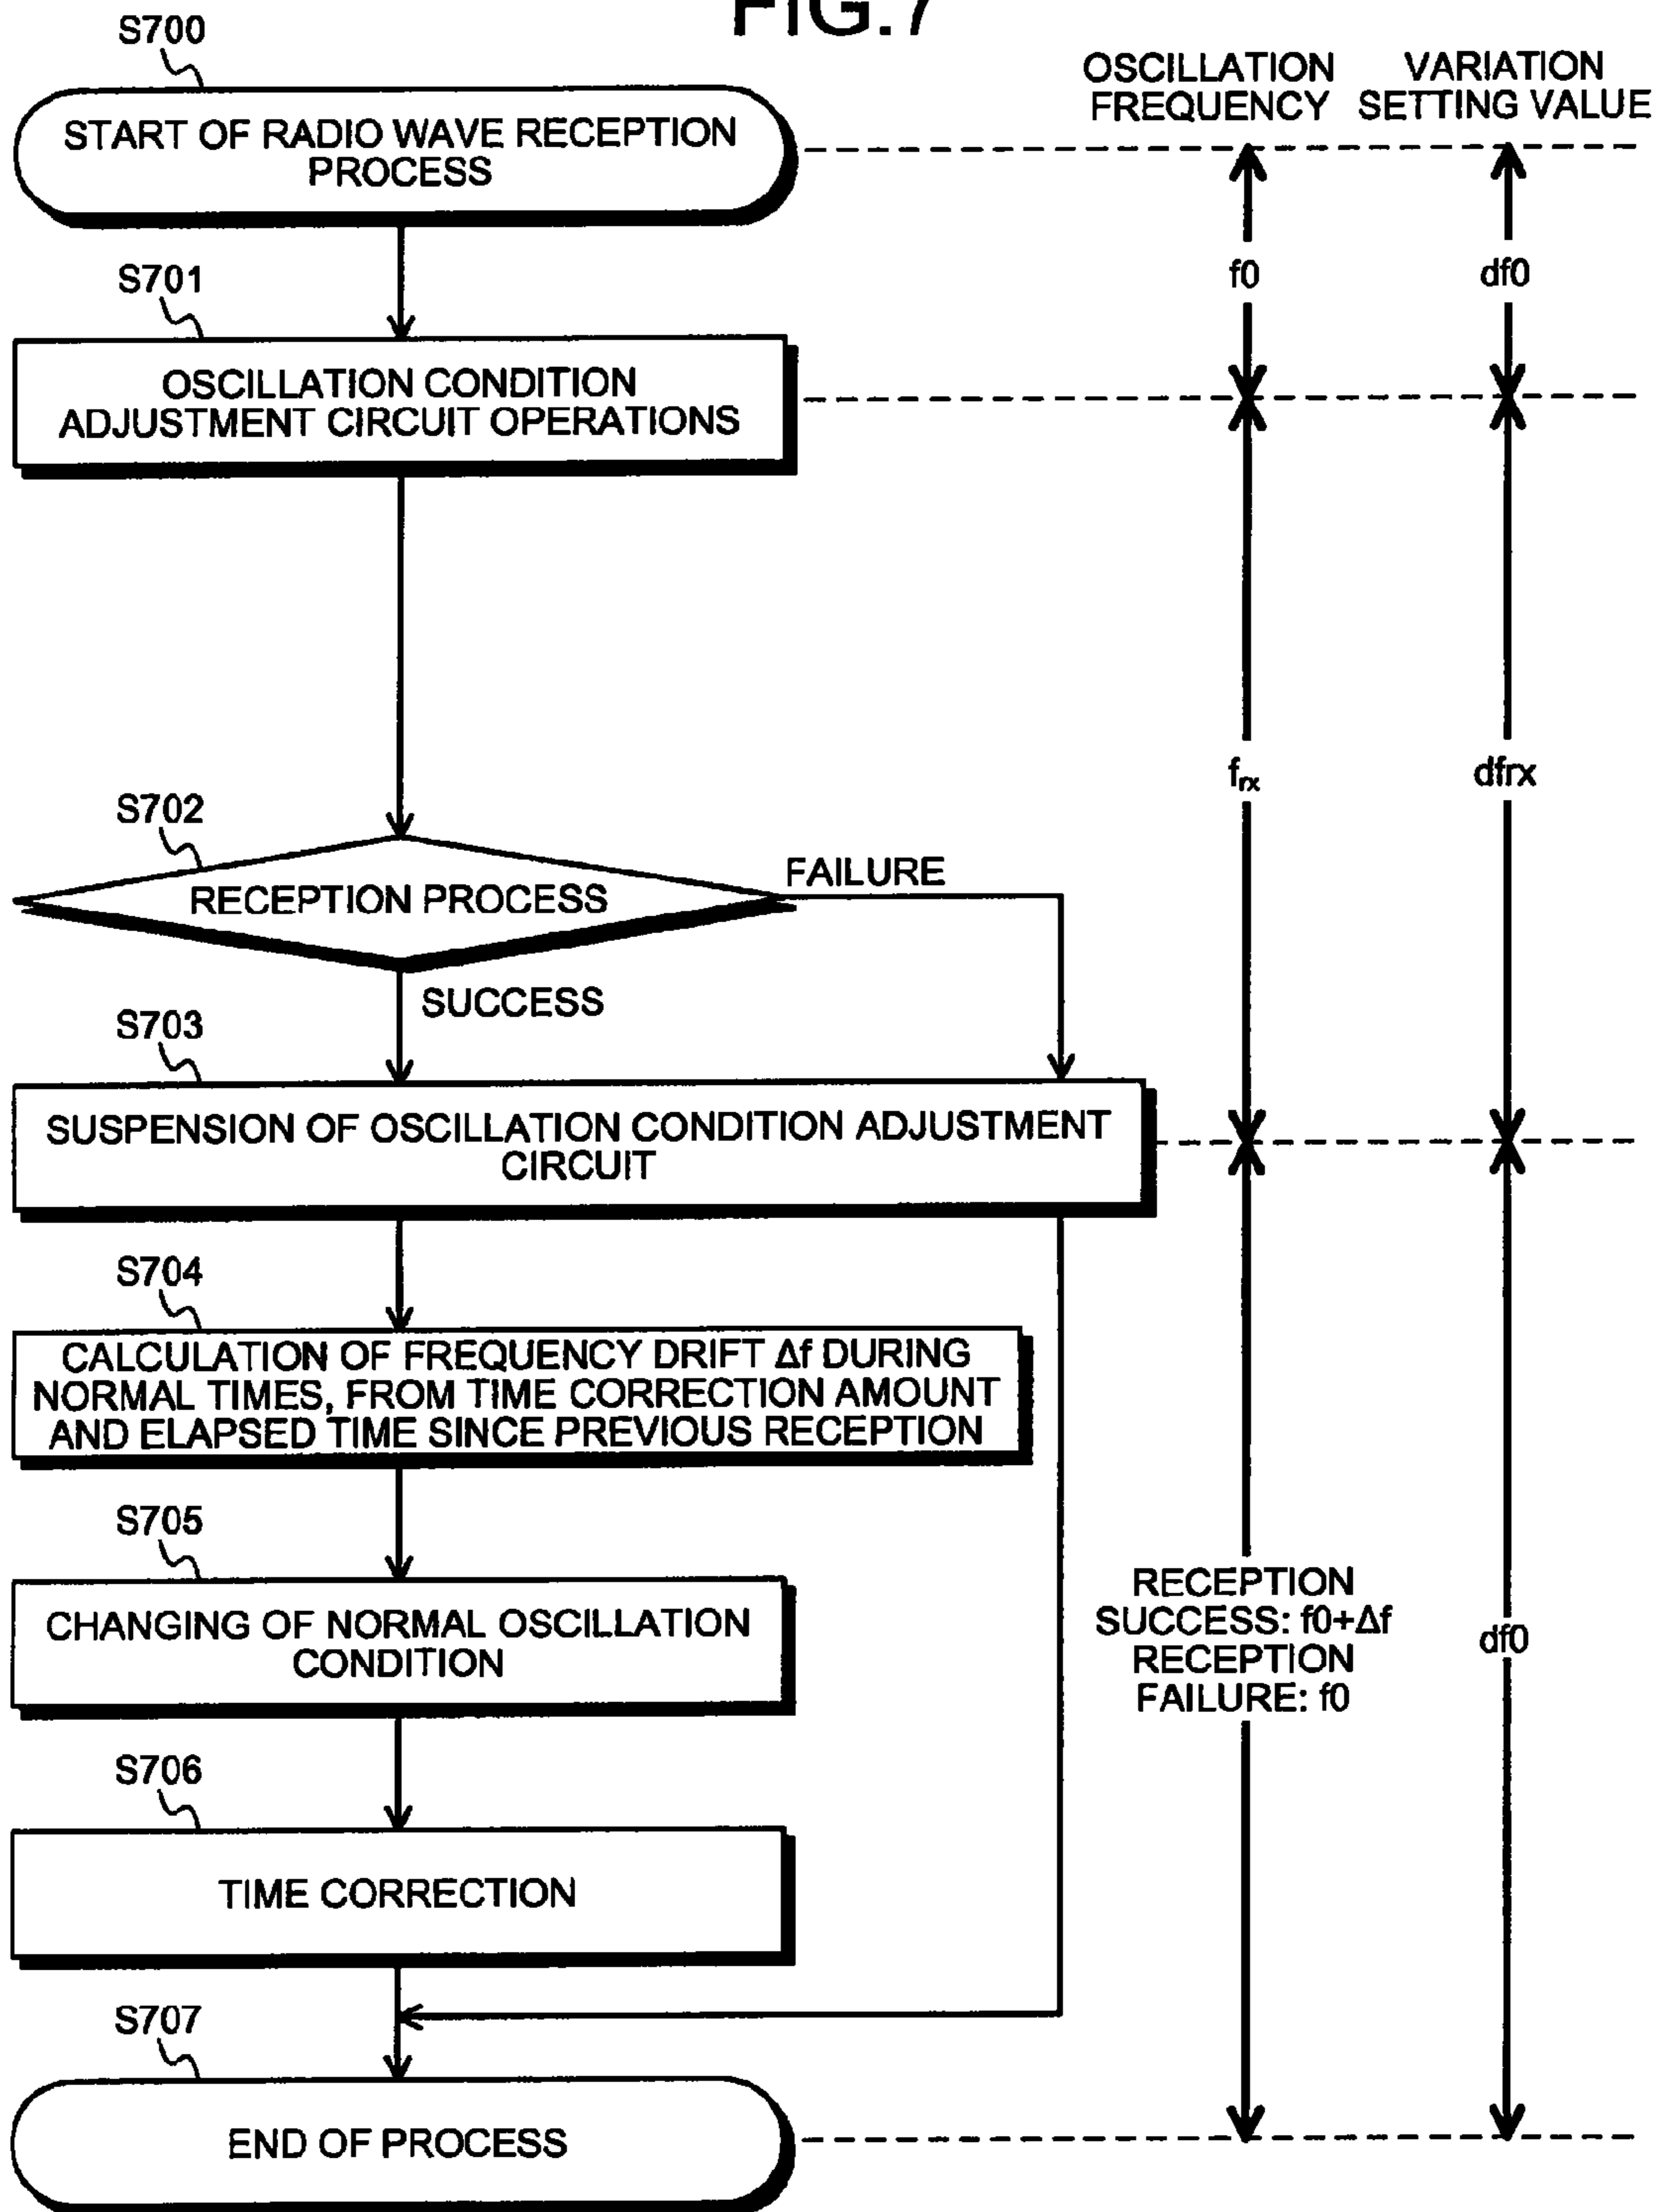 FIG.7
S700
OSCILLATION
FREQUENCY
VARIATION
SETTING VALUE
START OF RADIO WAVE RECEPTION
PROCESS
f0
df0
S701
OSCILLATION CONDITION
ADJUSTMENT CIRCUIT OPERATIONS
frx
dfrx
S702
RECEPTION PROCESS
FAILURE
SUCCESS
S703
SUSPENSION OF OSCILLATION CONDITION ADJUSTMENT
CIRCUIT
S704
CALCULATION OF FREQUENCY DRIFT Δf DURING
NORMAL TIMES, FROM TIME CORRECTION AMOUNT
AND ELAPSED TIME SINCE PREVIOUS RECEPTION
S705
CHANGING OF NORMAL OSCILLATION
CONDITION
RECEPTION
SUCCESS: f0+Δf
RECEPTION
FAILURE: f0
df0
S706
TIME CORRECTION
S707
END OF PROCESS